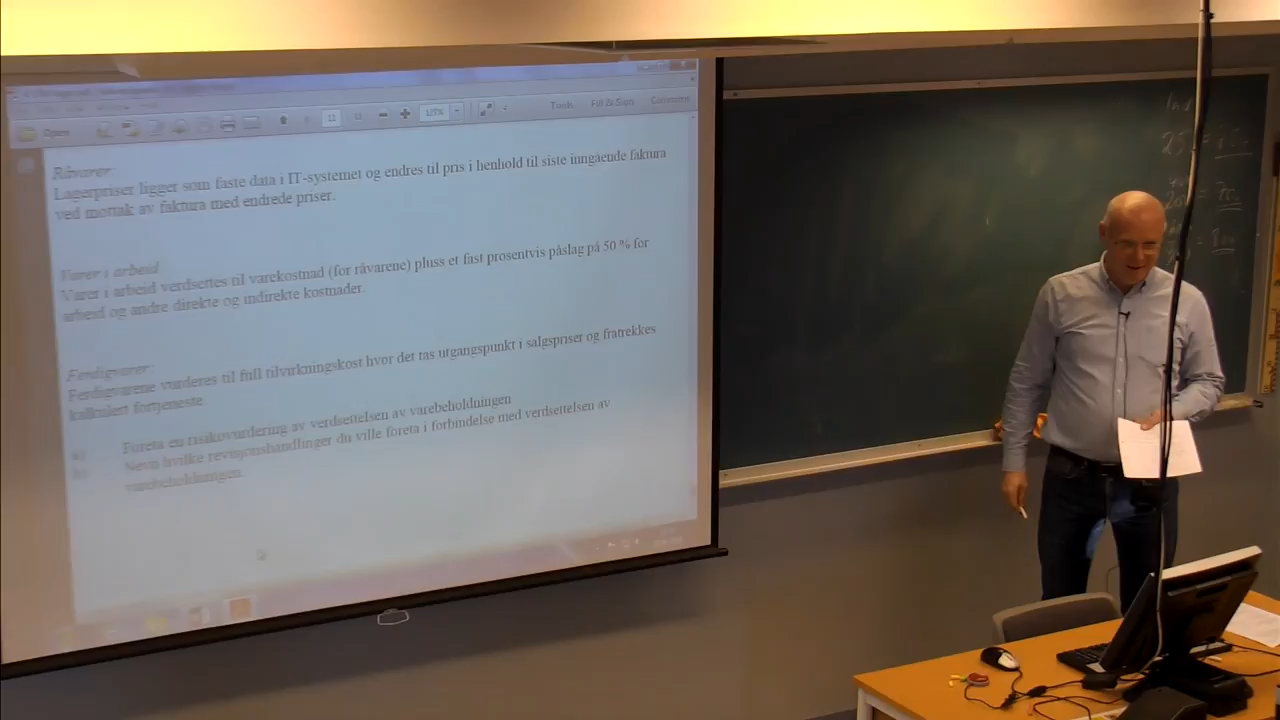 Open
11
125%
Tools
Fill & Sign
Comment
Råvarer:
Lagerpriser ligger som faste data i IT-systemet og endres til pris i henhold til siste inngående faktura
ved mottak av faktura med endrede priser.
Varer i arbeid
Varer i arbeid verdsettes til varekostnad (for råvarene) pluss et fast prosentvis påslag på 50 % for
arbeid og andre direkte og indirekte kostnader.
Ferdigvarer:
Ferdigvarene vurderes til full tilvirkningskost hvor det tas utgangspunkt i salgspriser og fratrekkes
kalkulert fortjeneste
a) Foreta en risikovurdering av verdsettelsen av varebeholdningen
b) Nevn hvilke revisjonshandlinger du ville foreta i forbindelse med verdsettelsen av
varebeholdningen.